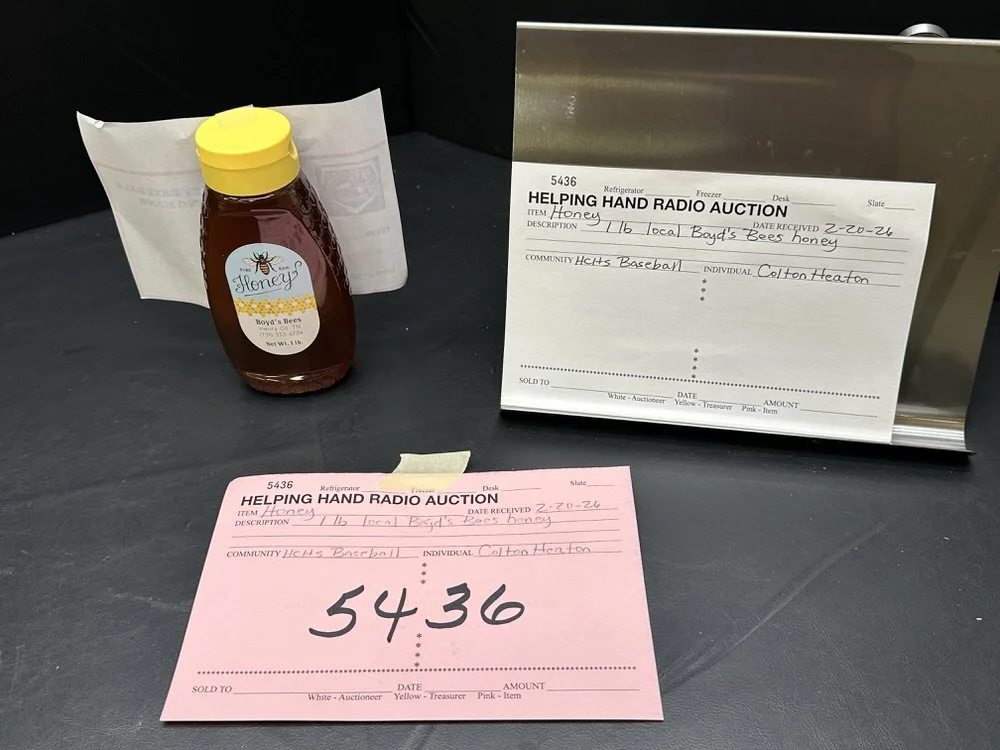 PURE RAW
Honey
Boyd's Bees
Henry Co. TN
Net Wt. 1 lb
5436
Refrigerator Freezer Desk Slate
HELPING HAND RADIO AUCTION
ITEM Honey DATE RECEIVED 2-20-26
DESCRIPTION 1 lb local Boyd's Bees honey
COMMUNITY HCHS Baseball INDIVIDUAL Colton Heaton
SOLD TO DATE AMOUNT
White - Auctioneer Yellow - Treasurer Pink - Item
5436
Refrigerator Freezer Desk Slate
HELPING HAND RADIO AUCTION
ITEM Honey DATE RECEIVED 2-20-26
DESCRIPTION 1 lb local Boyd's Bees honey
COMMUNITY HCHS Baseball INDIVIDUAL Colton Heaton
5436
SOLD TO DATE AMOUNT
White - Auctioneer Yellow - Treasurer Pink - Item